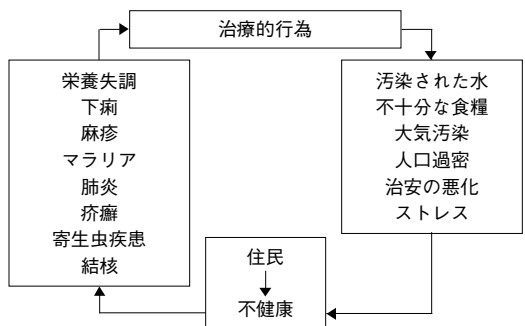 治療的行為
栄養失調
下痢
麻疹
マラリア
肺炎
疥癬
寄生虫疾患
結核
汚染された水
不十分な食糧
大気汚染
人口過密
治安の悪化
ストレス
住民
不健康